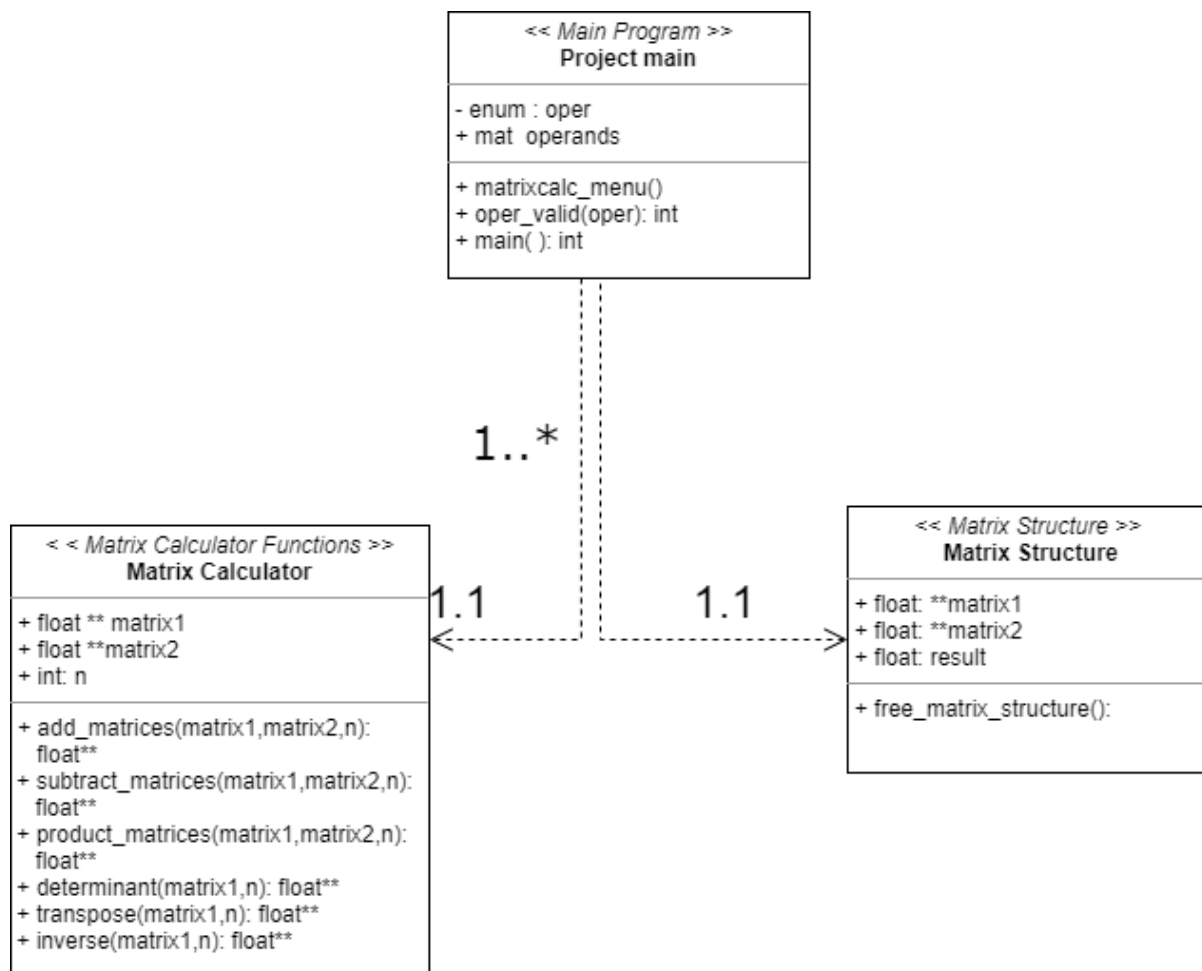 << Main Program >>
Project main
- enum : oper
+ mat operands
+ matrixcalc_menu()
+ oper_valid(oper): int
+ main( ): int
1..*
1.1
1.1
< < Matrix Calculator Functions >>
Matrix Calculator
+ float ** matrix1
+ float **matrix2
+ int: n
+ add_matrices(matrix1,matrix2,n):
float**
+ subtract_matrices(matrix1,matrix2,n):
float**
+ product_matrices(matrix1,matrix2,n):
float**
+ determinant(matrix1,n): float**
+ transpose(matrix1,n): float**
+ inverse(matrix1,n): float**
<< Matrix Structure >>
Matrix Structure
+ float: **matrix1
+ float: **matrix2
+ float: result
+ free_matrix_structure():